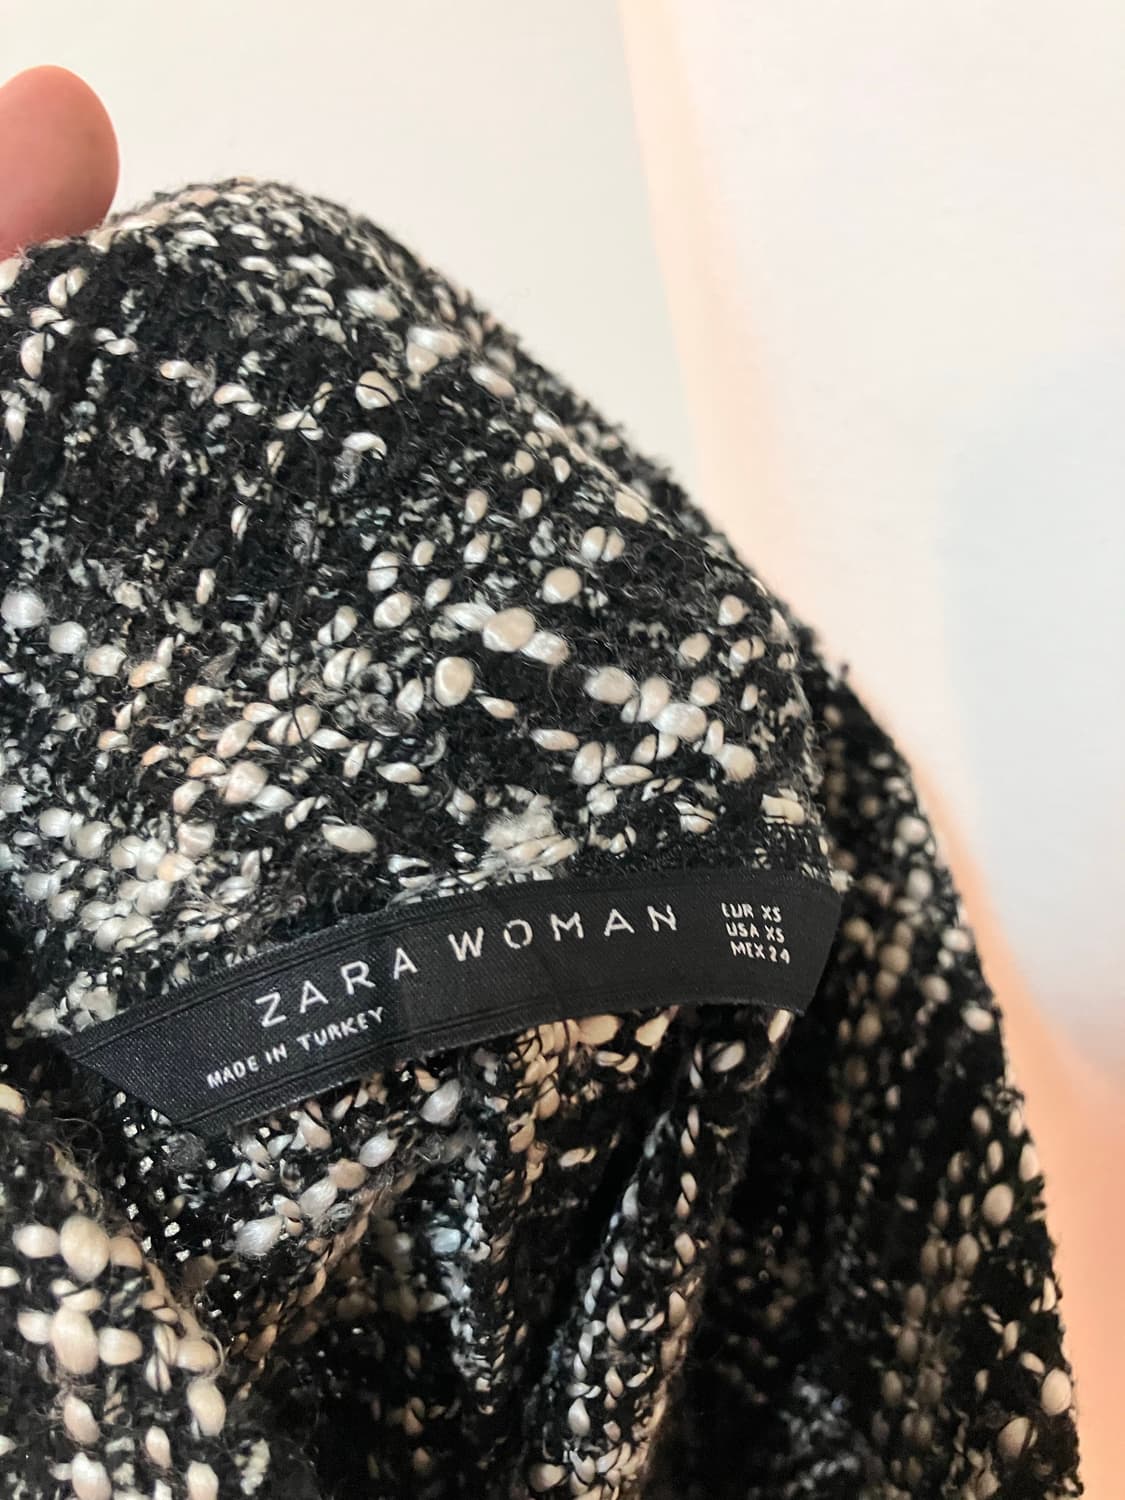 ZARA WOMAN
MADE IN TURKEY
EUR XS
USA XS
MEX 24